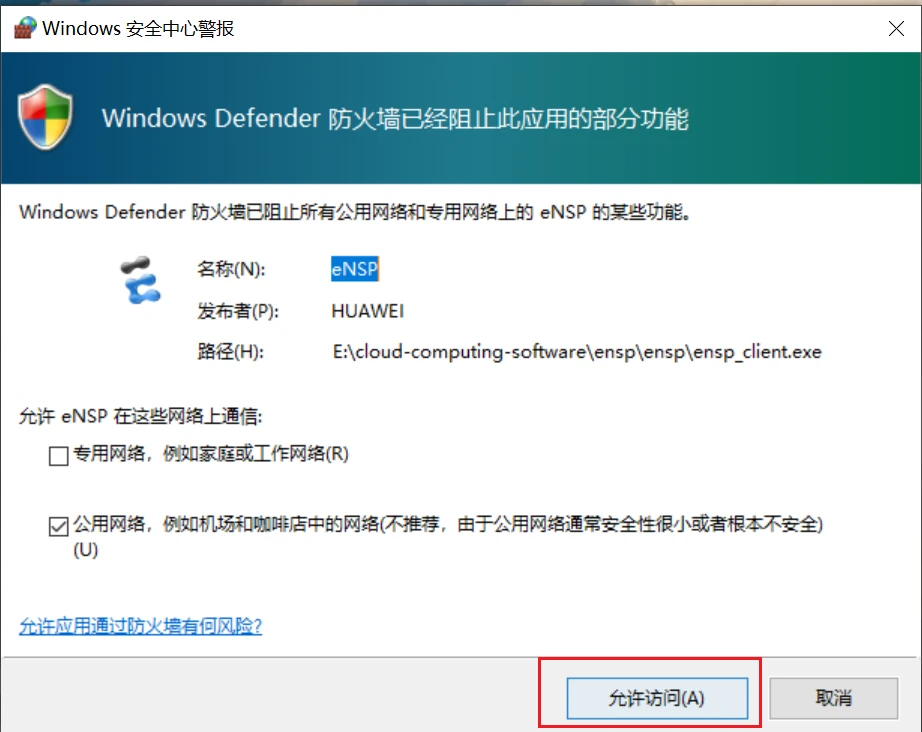 Windows 安全中心警报
Windows Defender 防火墙已经阻止此应用的部分功能
Windows Defender 防火墙已阻止所有公用网络和专用网络上的 eNSP 的某些功能。
名称(N): eNSP
发布者(P): HUAWEI
路径(H): E:\cloud-computing-software\ensp\ensp\ensp_client.exe
允许 eNSP 在这些网络上通信:
专用网络，例如家庭或工作网络(R)
公用网络，例如机场和咖啡店中的网络(不推荐，由于公用网络通常安全性很小或者根本不安全)
(U)
允许应用通过防火墙有何风险?
允许访问(A) 取消